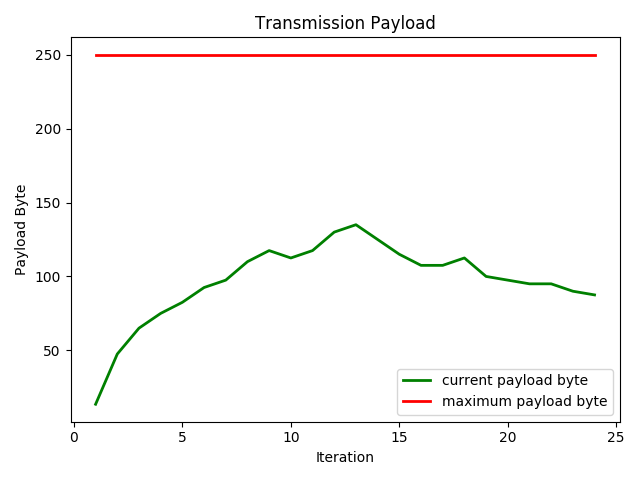 Transmission Payload
250
200
150
100
50
Payload Byte
current payload byte
maximum payload byte
0 5 10 15 20 25
Iteration